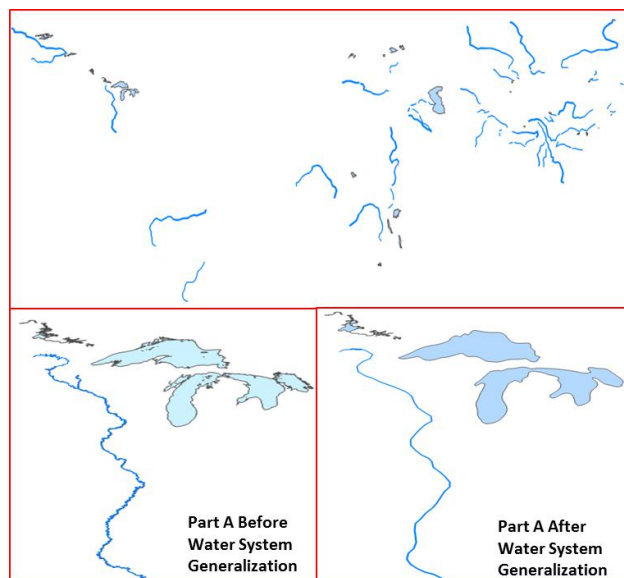 Part A Before
Water System
Generalization
Part A After
Water System
Generalization